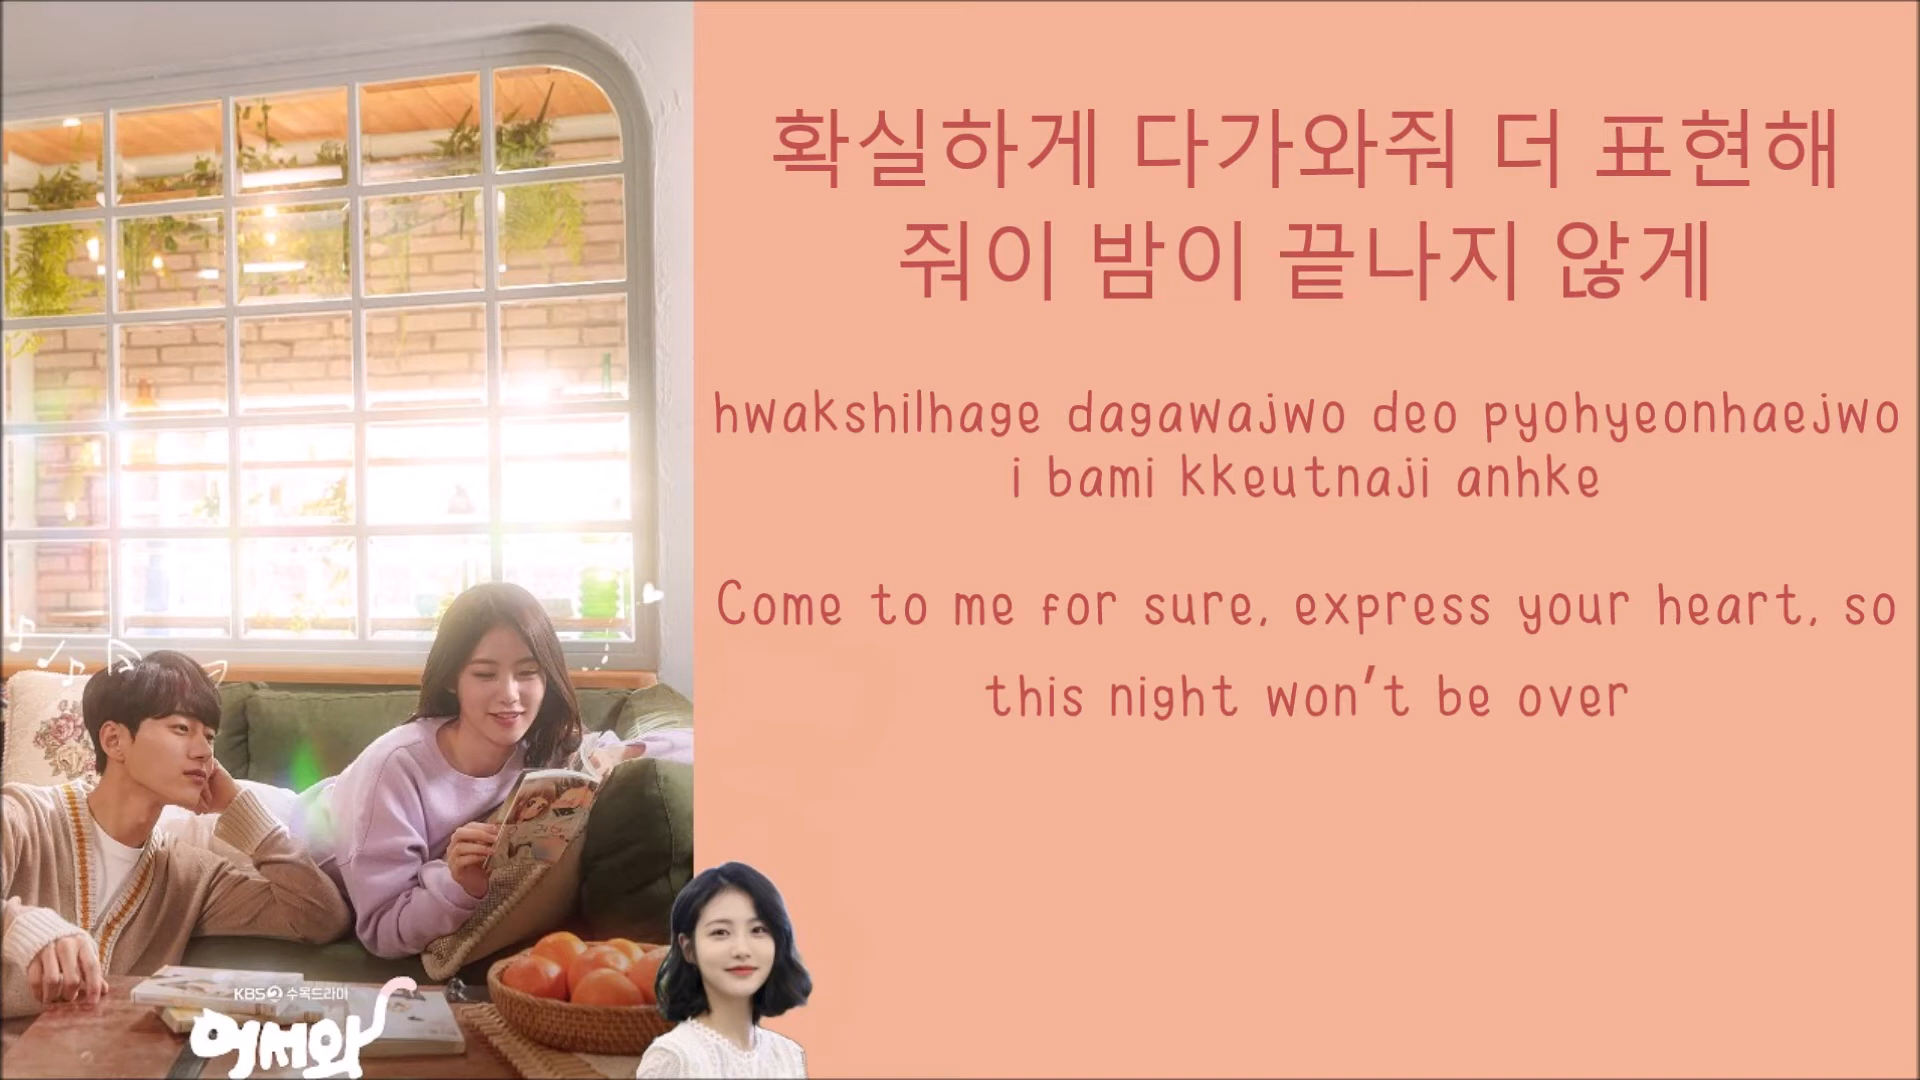 확실하게 다가와줘 더 표현해
줘이 밤이 끝나지 않게
hwakshilhage dagawajwo deo pyohyeonhaejwo
i bami kkeutnaji anhke
Come to me for sure, express your heart, so
this night won't be over
KBS2 수목드라마
어서와